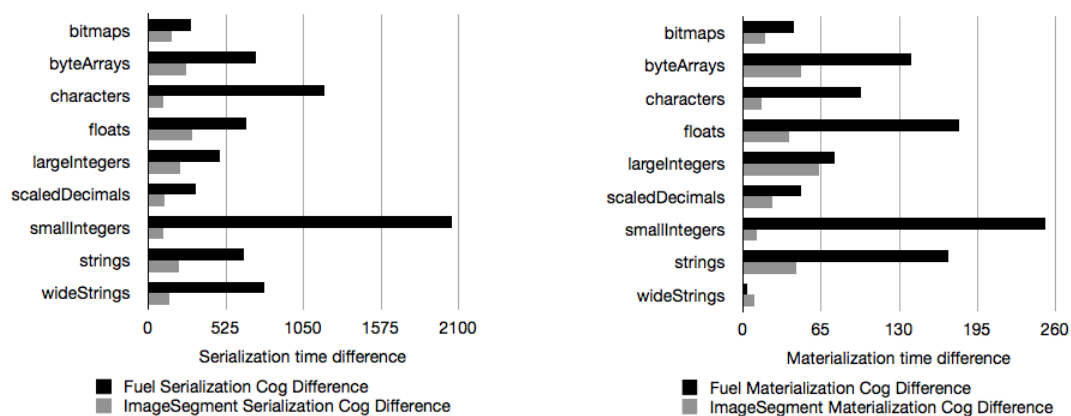 bitmaps
byteArrays
characters
floats
largeIntegers
scaledDecimals
smallIntegers
strings
wideStrings
0 525 1050 1575 2100
Serialization time difference
Fuel Serialization Cog Difference
ImageSegment Serialization Cog Difference
bitmaps
byteArrays
characters
floats
largeIntegers
scaledDecimals
smallIntegers
strings
wideStrings
0 65 130 195 260
Materialization time difference
Fuel Materialization Cog Difference
ImageSegment Materialization Cog Difference